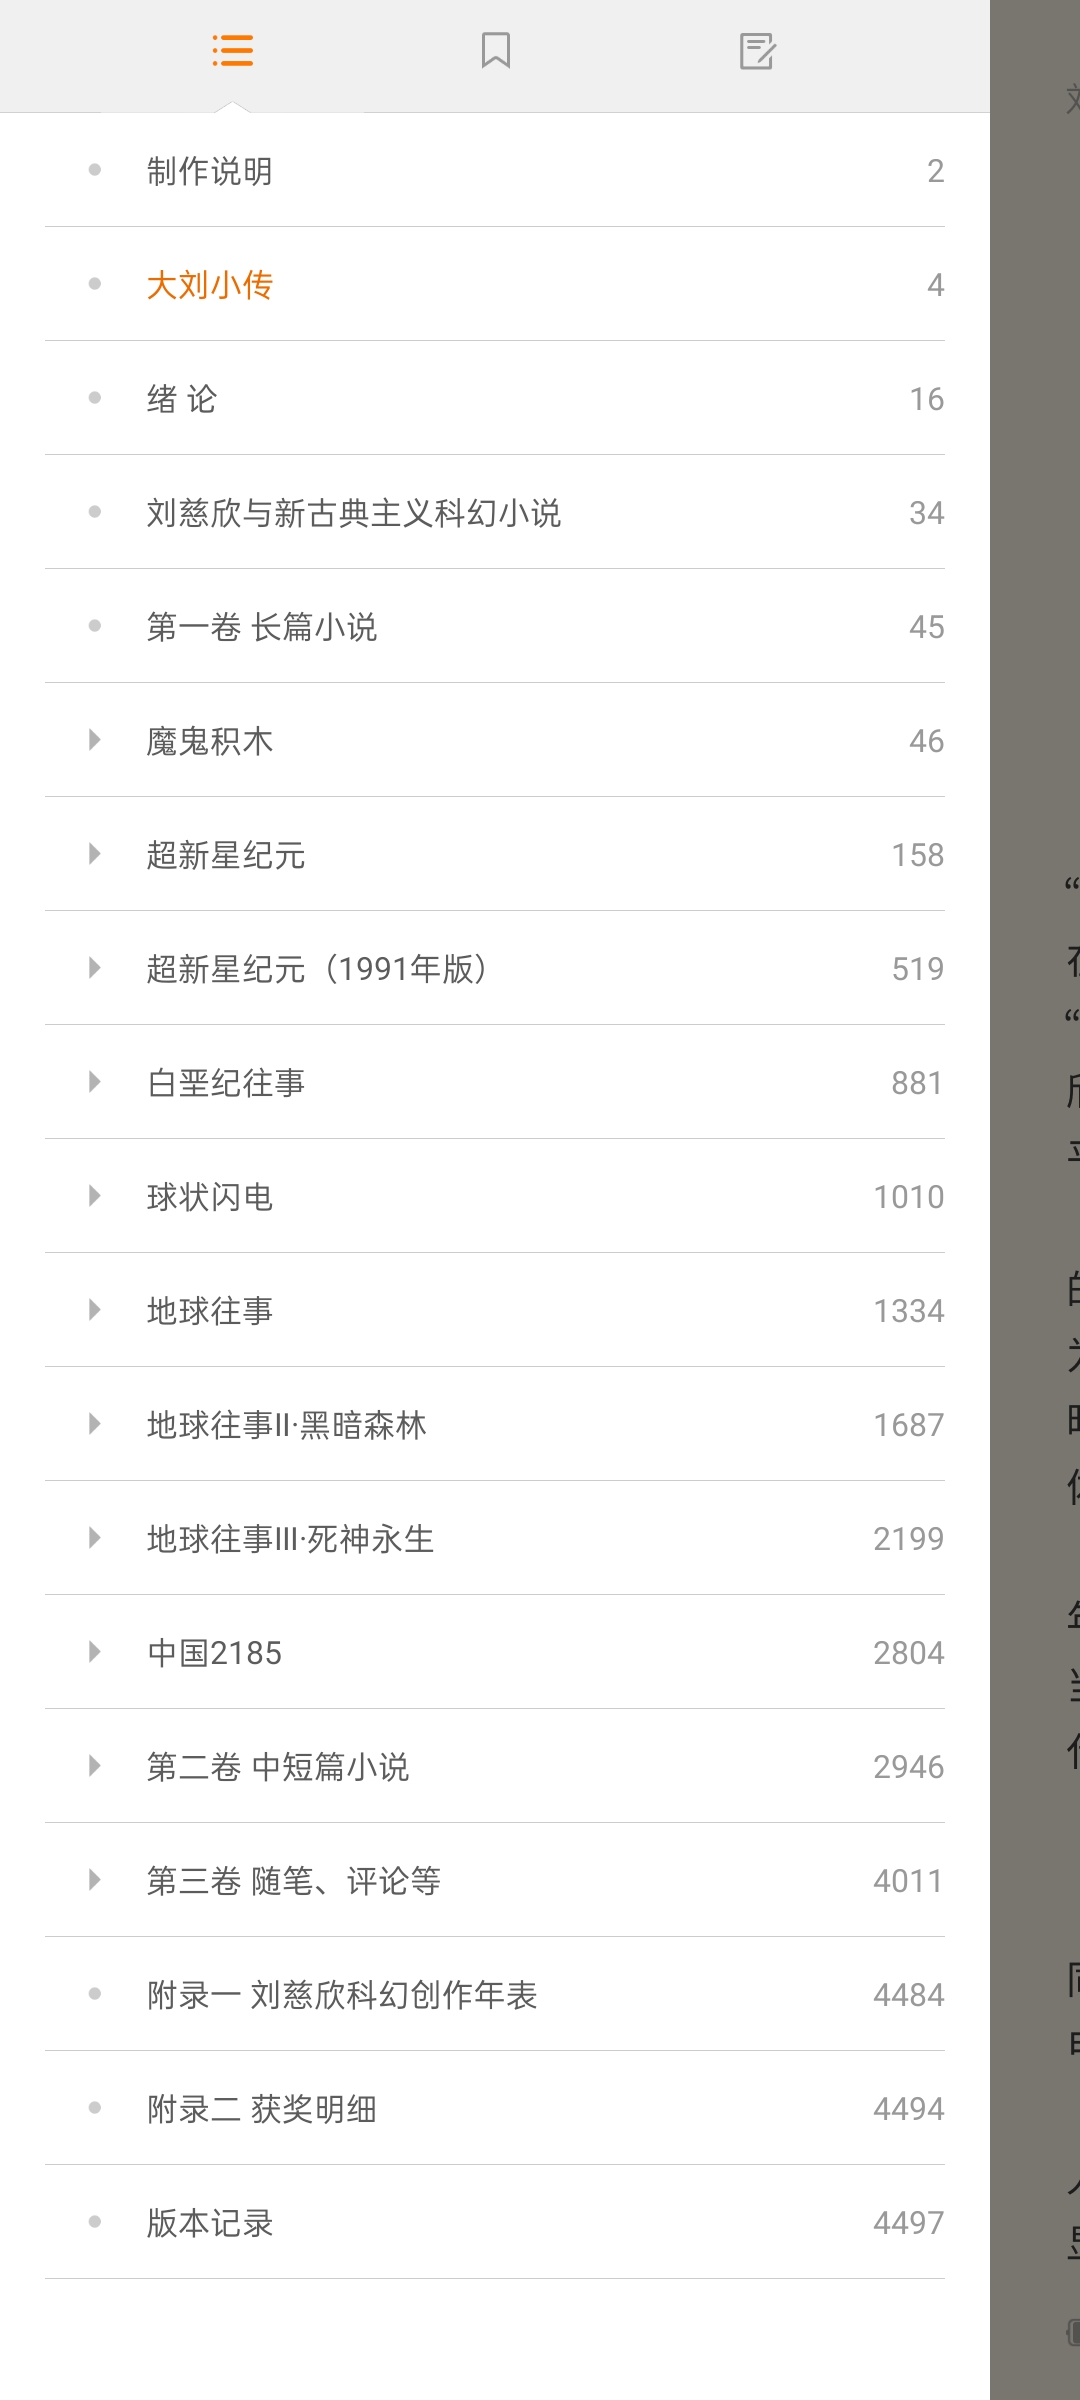 制作说明 2
大刘小传 4
绪 论 16
刘慈欣与新古典主义科幻小说 34
第一卷 长篇小说 45
魔鬼积木 46
超新星纪元 158
超新星纪元（1991年版） 519
白垩纪往事 881
球状闪电 1010
地球往事 1334
地球往事II·黑暗森林 1687
地球往事III·死神永生 2199
中国2185 2804
第二卷 中短篇小说 2946
第三卷 随笔、评论等 4011
附录一 刘慈欣科幻创作年表 4484
附录二 获奖明细 4494
版本记录 4497